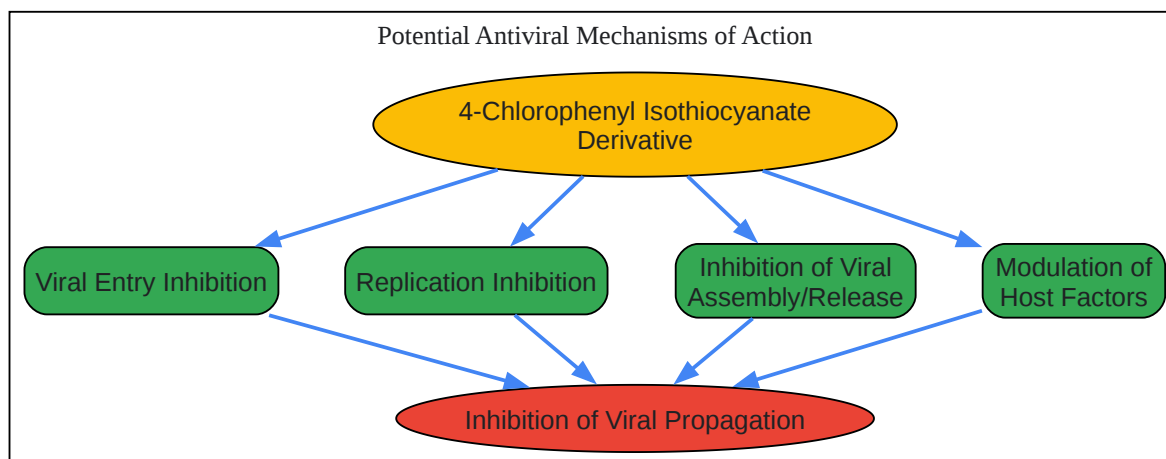 Potential Antiviral Mechanisms of Action
4-Chlorophenyl Isothiocyanate
Derivative
Viral Entry Inhibition
Replication Inhibition
Inhibition of Viral
Assembly/Release
Modulation of
Host Factors
Inhibition of Viral Propagation